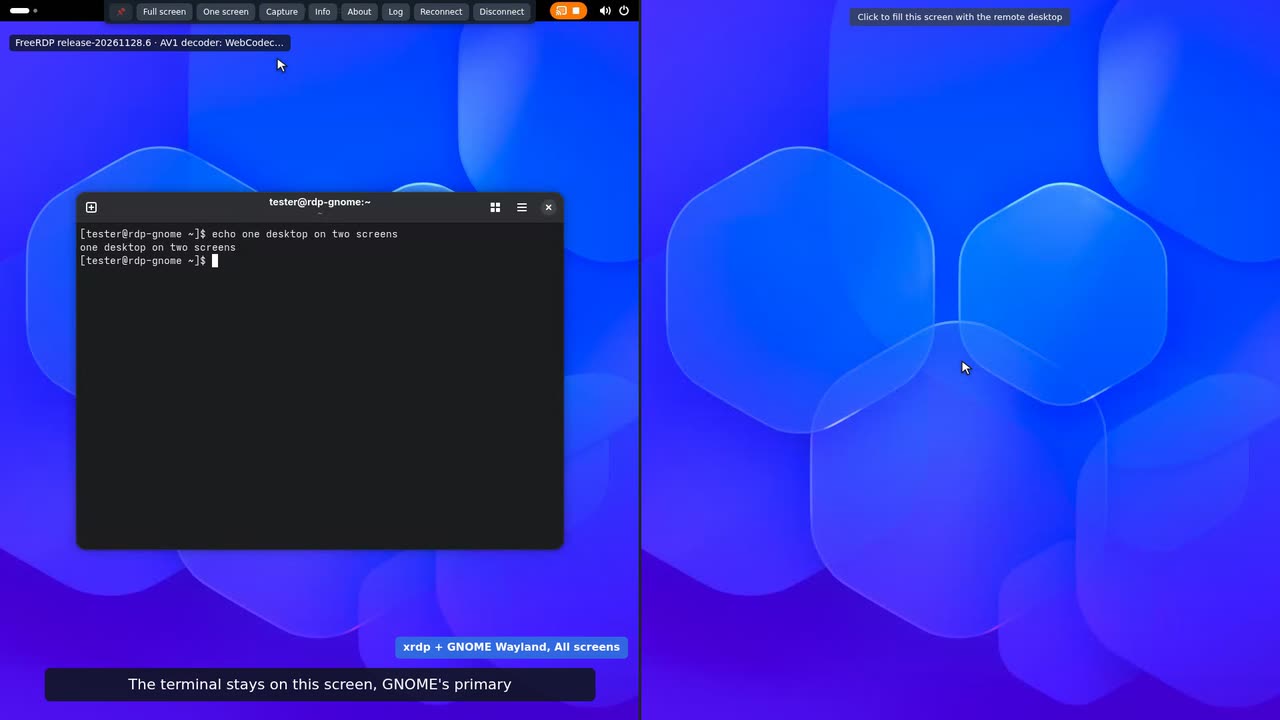 Full screen
One screen
Capture
Info
About
Log
Reconnect
Disconnect
Click to fill this screen with the remote desktop
FreeRDP release-20261128.6 · AV1 decoder: WebCodec…
tester@rdp-gnome:~
~
[tester@rdp-gnome ~]$ echo one desktop on two screens
one desktop on two screens
[tester@rdp-gnome ~]$
xrdp + GNOME Wayland, All screens
The terminal stays on this screen, GNOME's primary